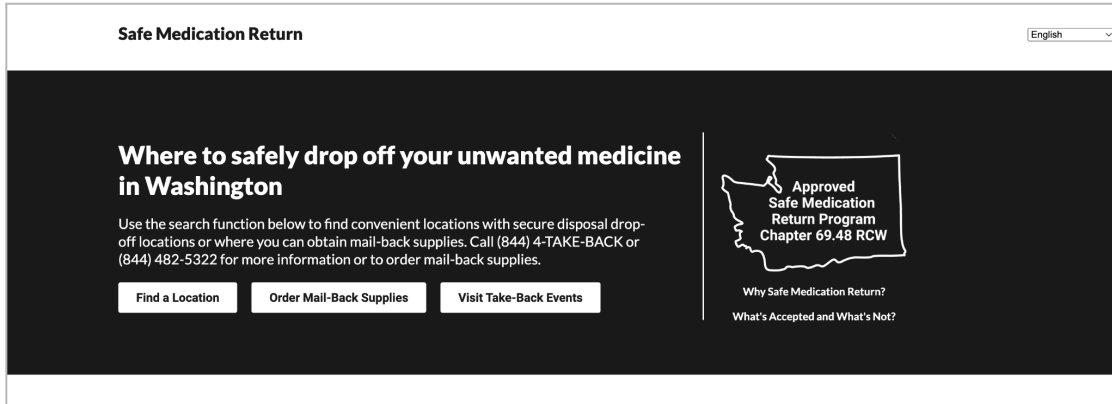 Safe Medication Return
English
Where to safely drop off your unwanted medicine
in Washington
Use the search function below to find convenient locations with secure disposal drop-
off locations or where you can obtain mail-back supplies. Call (844) 4-TAKE-BACK or
(844) 482-5322 for more information or to order mail-back supplies.
Find a Location
Order Mail-Back Supplies
Visit Take-Back Events
Approved
Safe Medication
Return Program
Chapter 69.48 RCW
Why Safe Medication Return?
What's Accepted and What's Not?